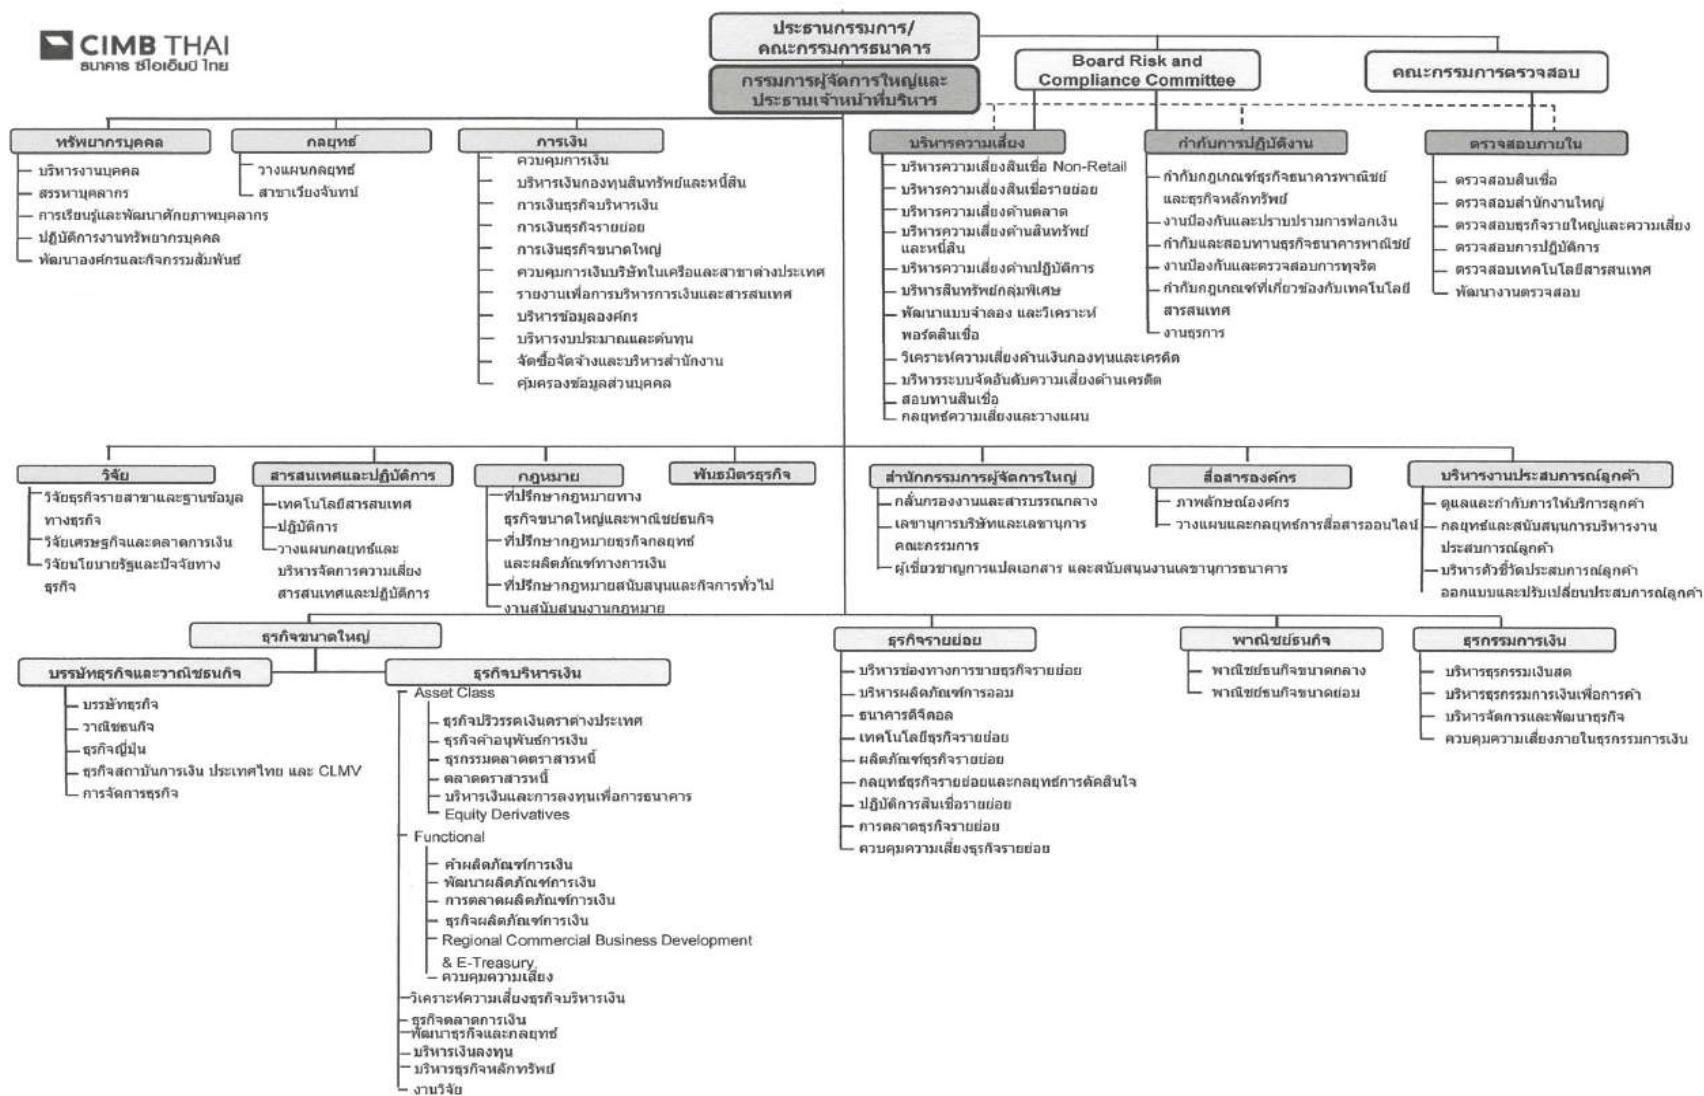 CIMB THAI
ธนาคาร ซีไอเอ็มบี ไทย
ประธานกรรมการ/
คณะกรรมการธนาคาร
กรรมการผู้จัดการใหญ่และ
ประธานเจ้าหน้าที่บริหาร
Board Risk and
Compliance Committee
คณะกรรมการตรวจสอบ
ทรัพยากรบุคคล
บริหารงานบุคคล
สรรหาบุคลากร
การเรียนรู้และพัฒนาศักยภาพบุคลากร
ปฏิบัติการงานทรัพยากรบุคคล
พัฒนาองค์กรและกิจกรรมสัมพันธ์
กลยุทธ์
วางแผนกลยุทธ์
สาขาเวียงจันทน์
การเงิน
ควบคุมการเงิน
บริหารเงินกองทุนสินทรัพย์และหนี้สิน
การเงินธุรกิจบริหารเงิน
การเงินธุรกิจรายย่อย
การเงินธุรกิจขนาดใหญ่
ควบคุมการเงินบริษัทในเครือและสาขาต่างประเทศ
รายงานเพื่อการบริหารการเงินและสารสนเทศ
บริหารข้อมูลองค์กร
บริหารงบประมาณและต้นทุน
จัดซื้อจัดจ้างและบริหารสำนักงาน
คุ้มครองข้อมูลส่วนบุคคล
บริหารความเสี่ยง
บริหารความเสี่ยงสินเชื่อ Non-Retail
บริหารความเสี่ยงสินเชื่อรายย่อย
บริหารความเสี่ยงด้านตลาด
บริหารความเสี่ยงด้านสินทรัพย์
และหนี้สิน
บริหารความเสี่ยงด้านปฏิบัติการ
บริหารสินทรัพย์กลุ่มพิเศษ
พัฒนาแบบจำลอง และวิเคราะห์
พอร์ตสินเชื่อ
วิเคราะห์ความเสี่ยงด้านเงินกองทุนและเครดิต
บริหารระบบจัดอันดับความเสี่ยงด้านเครดิต
สอบทานสินเชื่อ
กลยุทธ์ความเสี่ยงและวางแผน
กำกับการปฏิบัติงาน
กำกับกฎเกณฑ์ธุรกิจธนาคารพาณิชย์
และธุรกิจหลักทรัพย์
งานป้องกันและปราบปรามการฟอกเงิน
กำกับและสอบทานธุรกิจธนาคารพาณิชย์
งานป้องกันและตรวจสอบการทุจริต
กำกับกฎเกณฑ์ที่เกี่ยวข้องกับเทคโนโลยี
สารสนเทศ
งานธุรการ
ตรวจสอบภายใน
ตรวจสอบสินเชื่อ
ตรวจสอบสำนักงานใหญ่
ตรวจสอบธุรกิจรายใหญ่และความเสี่ยง
ตรวจสอบการปฏิบัติการ
ตรวจสอบเทคโนโลยีสารสนเทศ
พัฒนางานตรวจสอบ
วิจัย
วิจัยธุรกิจรายสาขาและฐานข้อมูล
ทางธุรกิจ
วิจัยเศรษฐกิจและตลาดการเงิน
วิจัยนโยบายรัฐและปัจจัยทาง
ธุรกิจ
สารสนเทศและปฏิบัติการ
เทคโนโลยีสารสนเทศ
ปฏิบัติการ
วางแผนกลยุทธ์และ
บริหารจัดการความเสี่ยง
สารสนเทศและปฏิบัติการ
กฎหมาย
ที่ปรึกษากฎหมายทาง
ธุรกิจขนาดใหญ่และพาณิชย์ธนกิจ
ที่ปรึกษากฎหมายธุรกิจกลยุทธ์
และผลิตภัณฑ์ทางการเงิน
ที่ปรึกษากฎหมายสนับสนุนและกิจการทั่วไป
งานสนับสนุนงานกฎหมาย
พันธมิตรธุรกิจ
สำนักกรรมการผู้จัดการใหญ่
กลั่นกรองงานและสารบรรณกลาง
เลขานุการบริษัทและเลขานุการ
คณะกรรมการ
ผู้เชี่ยวชาญการแปลเอกสาร และสนับสนุนงานเลขานุการธนาคาร
สื่อสารองค์กร
ภาพลักษณ์องค์กร
วางแผนและกลยุทธ์การสื่อสารออนไลน์
บริหารงานประสบการณ์ลูกค้า
ดูแลและกำกับการให้บริการลูกค้า
กลยุทธ์และสนับสนุนการบริหารงาน
ประสบการณ์ลูกค้า
บริหารตัวชี้วัดประสบการณ์ลูกค้า
ออกแบบและปรับเปลี่ยนประสบการณ์ลูกค้า
ธุรกิจขนาดใหญ่
บรรษัทธุรกิจและวาณิชธนกิจ
บรรษัทธุรกิจ
วาณิชธนกิจ
ธุรกิจญี่ปุ่น
ธุรกิจสถาบันการเงิน ประเทศไทย และ CLMV
การจัดการธุรกิจ
ธุรกิจบริหารเงิน
Asset Class
ธุรกิจปริวรรตเงินตราต่างประเทศ
ธุรกิจค้าอนุพันธ์การเงิน
ธุรกรรมตลาดตราสารหนี้
ตลาดตราสารหนี้
บริหารเงินและการลงทุนเพื่อการธนาคาร
Equity Derivatives
Functional
ค้าผลิตภัณฑ์การเงิน
พัฒนาผลิตภัณฑ์การเงิน
การตลาดผลิตภัณฑ์การเงิน
ธุรกิจผลิตภัณฑ์การเงิน
Regional Commercial Business Development
& E-Treasury
ควบคุมความเสี่ยง
วิเคราะห์ความเสี่ยงธุรกิจบริหารเงิน
ธุรกิจตลาดการเงิน
พัฒนาธุรกิจและกลยุทธ์
บริหารเงินลงทุน
บริหารธุรกิจหลักทรัพย์
งานวิจัย
ธุรกิจรายย่อย
บริหารช่องทางการขายธุรกิจรายย่อย
บริหารผลิตภัณฑ์การออม
ธนาคารดิจิตอล
เทคโนโลยีธุรกิจรายย่อย
ผลิตภัณฑ์ธุรกิจรายย่อย
กลยุทธ์ธุรกิจรายย่อยและกลยุทธ์การตัดสินใจ
ปฏิบัติการสินเชื่อรายย่อย
การตลาดธุรกิจรายย่อย
ควบคุมความเสี่ยงธุรกิจรายย่อย
พาณิชย์ธนกิจ
พาณิชย์ธนกิจขนาดกลาง
พาณิชย์ธนกิจขนาดย่อม
ธุรกรรมการเงิน
บริหารธุรกรรมเงินสด
บริหารธุรกรรมการเงินเพื่อการค้า
บริหารจัดการและพัฒนาธุรกิจ
ควบคุมความเสี่ยงภายในธุรกรรมการเงิน